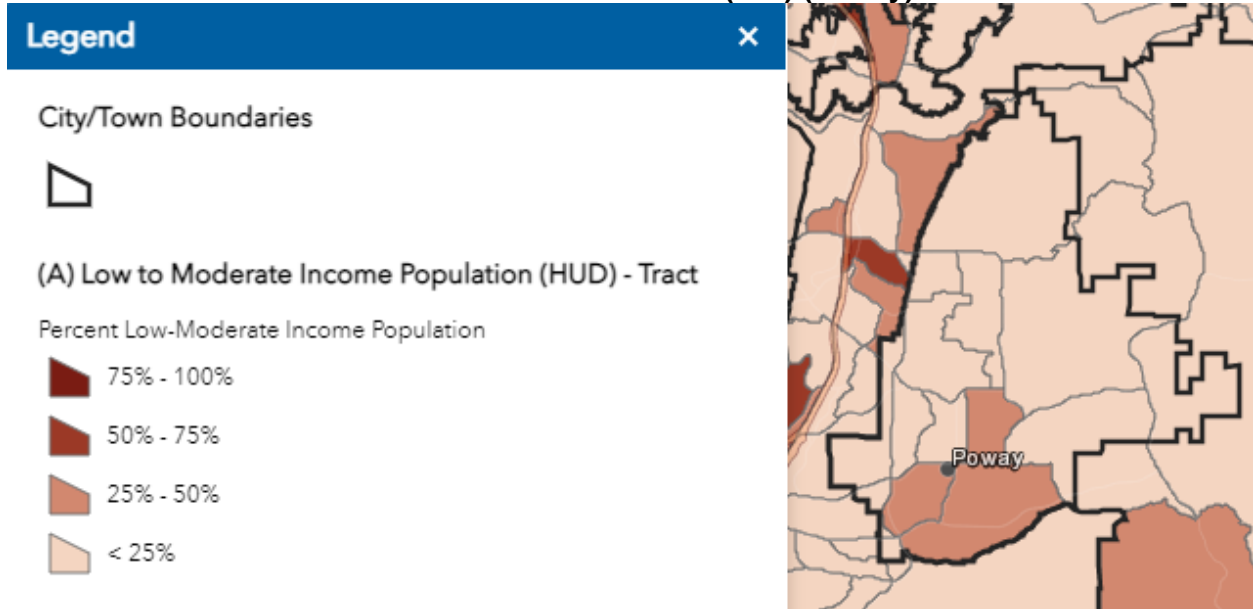 Legend ×
City/Town Boundaries
(A) Low to Moderate Income Population (HUD) - Tract
Percent Low-Moderate Income Population
75% - 100%
50% - 75%
25% - 50%
< 25%
Poway